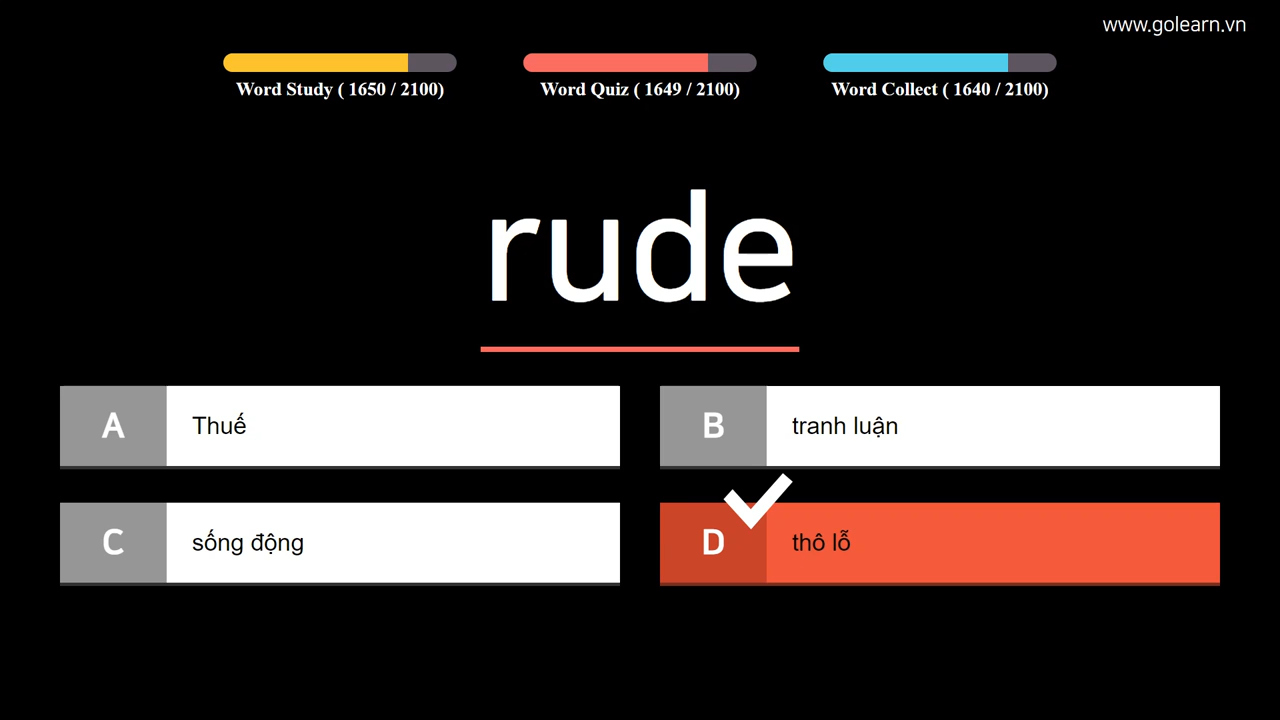 www.golearn.vn
Word Study ( 1650 / 2100)
Word Quiz ( 1649 / 2100)
Word Collect ( 1640 / 2100)
rude
A Thuế
B tranh luận
C sống động
D thô lỗ